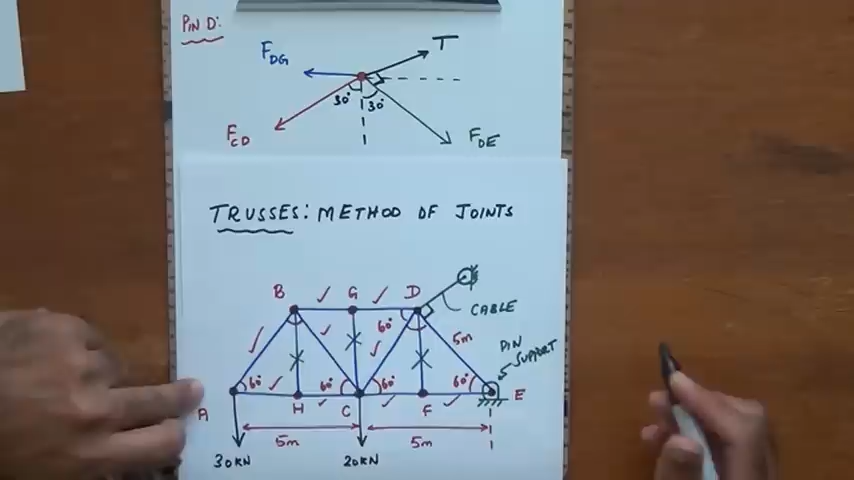 PIN D:
T
F_DG
30° 30°
F_CD
F_DE
TRUSSES: METHOD OF JOINTS
B G D
CABLE
60°
5m
PIN SUPPORT
60° 60° 60° 60°
A H C F E
5m 5m
30KN 20KN